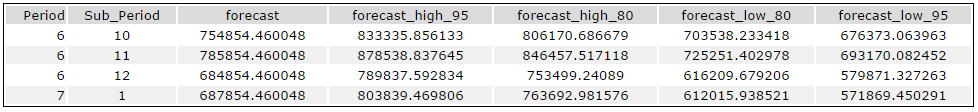 Period Sub_Period forecast forecast_high_95 forecast_high_80 forecast_low_80 forecast_low_95
6 10 754854.460048 833335.856133 806170.686679 703538.233418 676373.063963
6 11 785854.460048 878538.837645 846457.517118 725251.402978 693170.082452
6 12 684854.460048 789837.592834 753499.24089 616209.679206 579871.327263
7 1 687854.460048 803839.469806 763692.981576 612015.938521 571869.450291